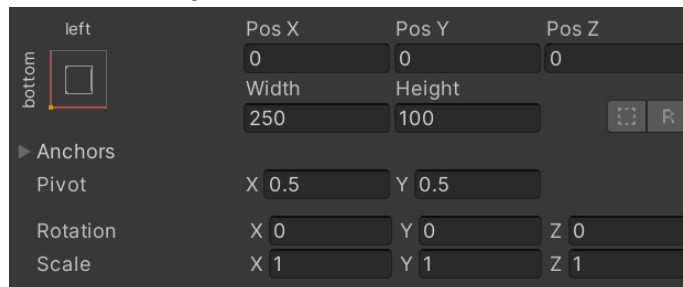 left Pos X Pos Y Pos Z
bottom 0 0 0
Width Height
250 100 R
Anchors
Pivot X 0.5 Y 0.5
Rotation X 0 Y 0 Z 0
Scale X 1 Y 1 Z 1